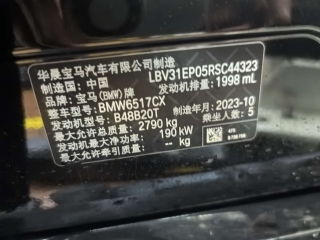 华晨宝马汽车有限公司制造
制造国：中国 LBV31EP05RSC44323
品牌：宝马(BMW)牌 发动机排量：1998 mL
整车型号：BMW6517CX
发动机型号：B48B20T 制造年月：2023-10
最大允许总质量：2790 kg 乘坐人数：5
发动机最大净功率：190 kW
最大允许牵引质量：-- kg